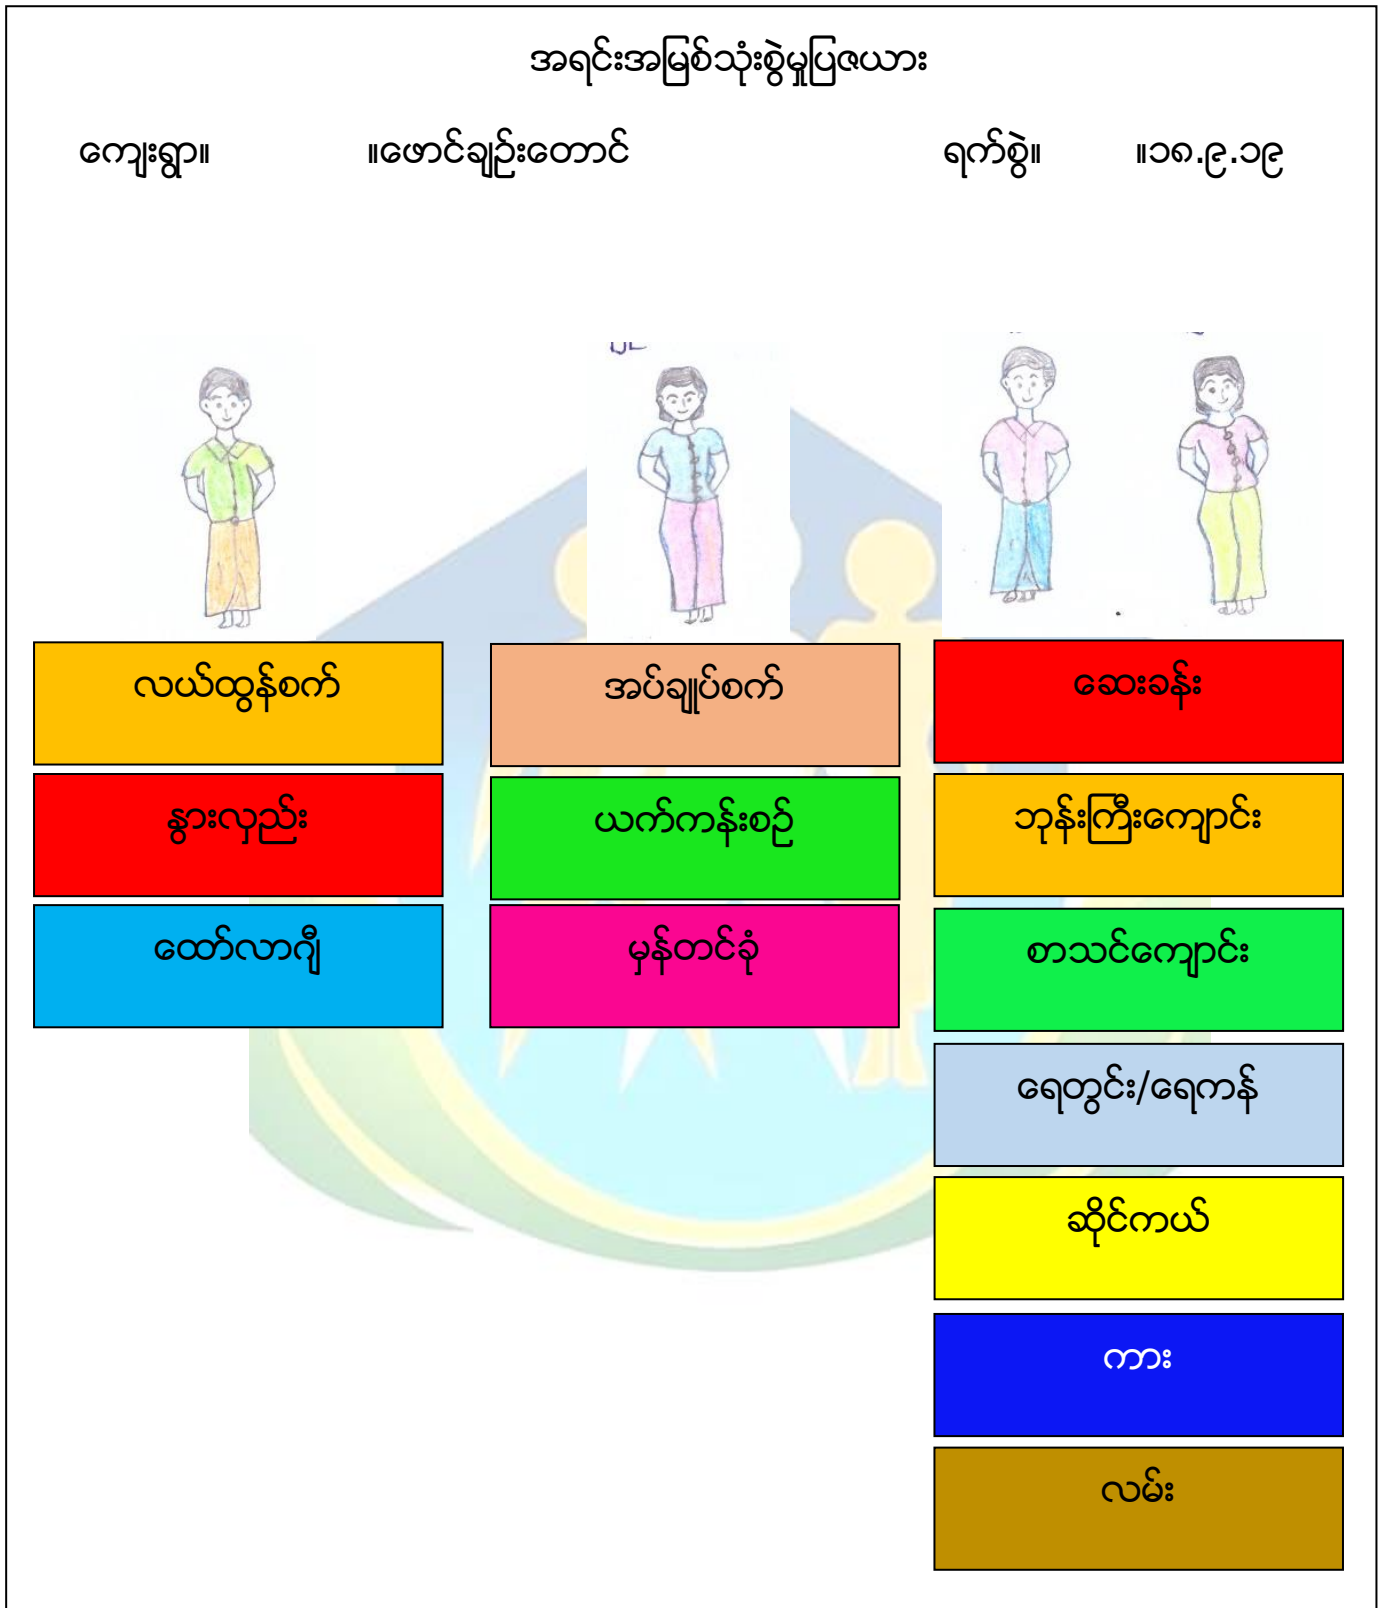 အရင်းအမြစ်သုံးစွဲမှုပြဇယား
ကျေးရွာ။ ။ဖောင်ချဉ်းတောင် ရက်စွဲ။ ။၁၈.၉.၁၉
လယ်ထွန်စက်
နွားလှည်း
ထော်လာဂျီ
အပ်ချုပ်စက်
ယက်ကန်းစဉ်
မှန်တင်ခုံ
ဆေးခန်း
ဘုန်းကြီးကျောင်း
စာသင်ကျောင်း
ရေတွင်း/ရေကန်
ဆိုင်ကယ်
ကား
လမ်း